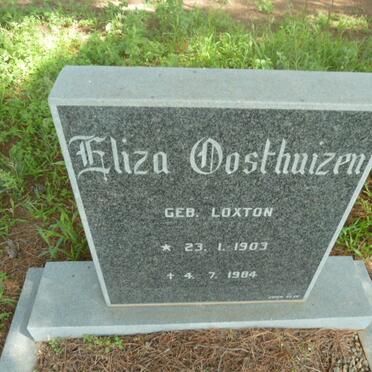 Eliza Oosthuizen
GEB. LOXTON
* 23. 1. 1903
+ 4. 7. 1984